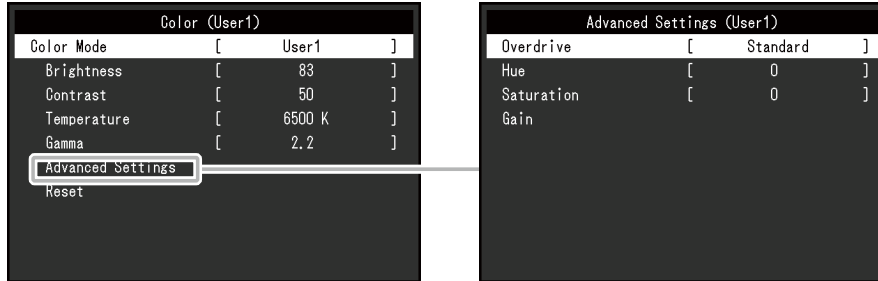 Color (User1)
Color Mode [ User1 ]
Brightness [ 83 ]
Contrast [ 50 ]
Temperature [ 6500 K ]
Gamma [ 2.2 ]
Advanced Settings
Reset
Advanced Settings (User1)
Overdrive [ Standard ]
Hue [ 0 ]
Saturation [ 0 ]
Gain